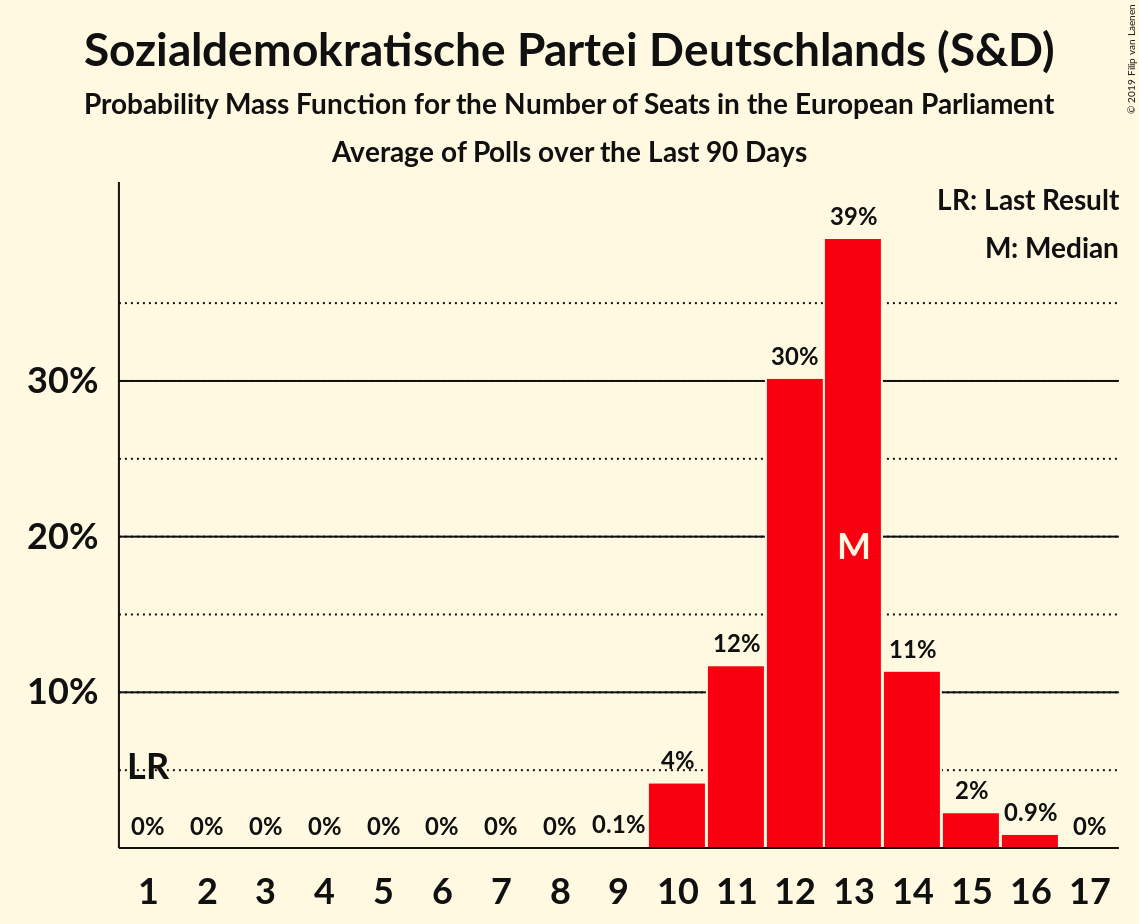 Sozialdemokratische Partei Deutschlands (S&D)
Probability Mass Function for the Number of Seats in the European Parliament
Average of Polls over the Last 90 Days
© 2019 Filip van Laenen
LR: Last Result
M: Median
39%
30%
30%
20%
M
12%
11%
10%
LR
4%
2%
0% 0% 0% 0% 0% 0% 0% 0% 0.1% 0.9% 0%
1 2 3 4 5 6 7 8 9 10 11 12 13 14 15 16 17